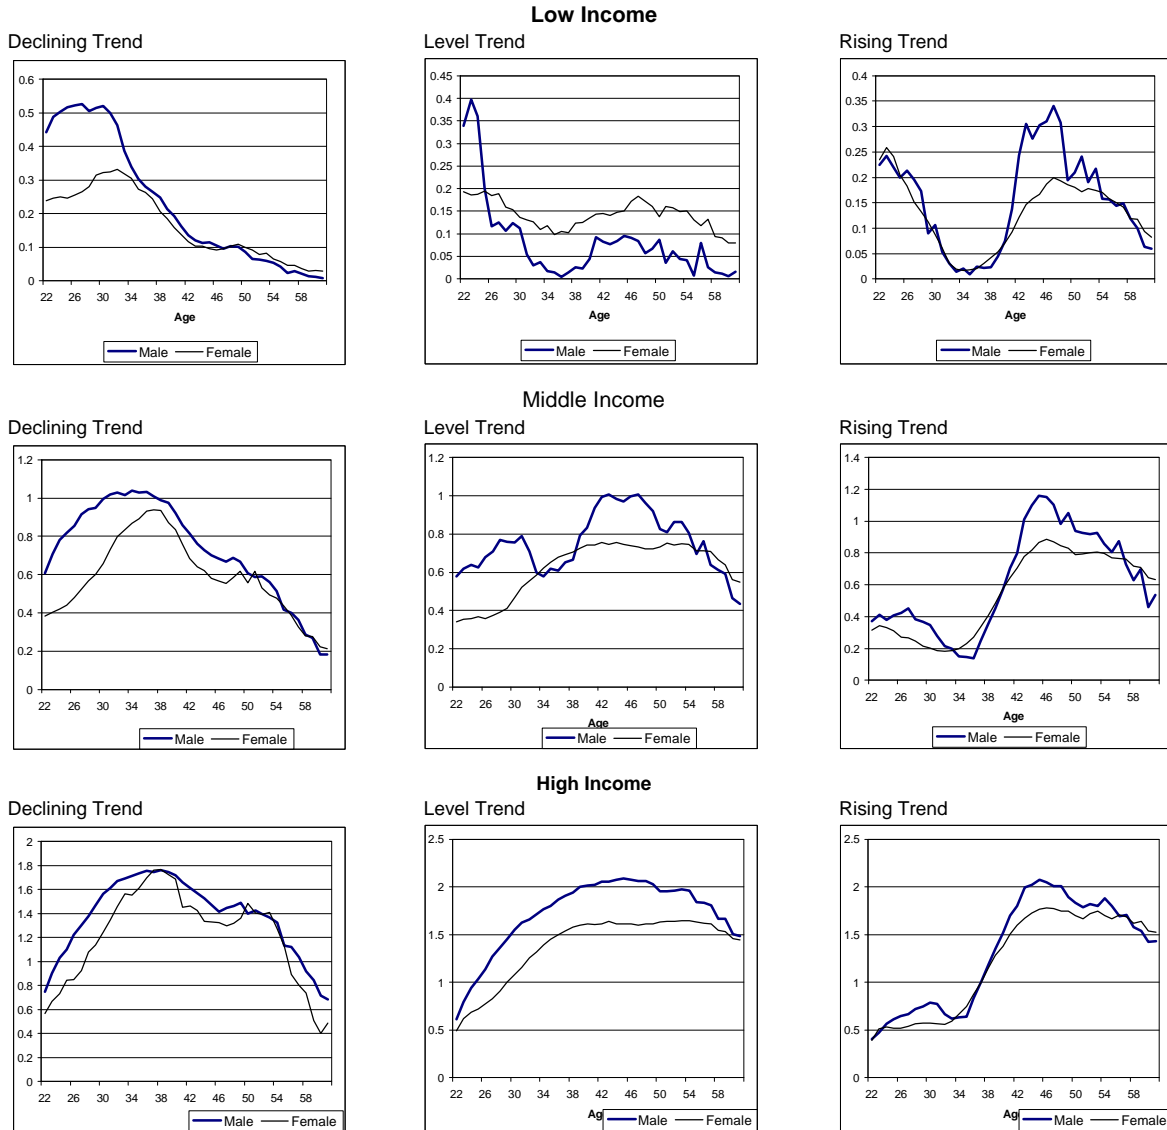 Low Income
Declining Trend
Level Trend
Rising Trend
0.6
0.5
0.4
0.3
0.2
0.1
0
22 26 30 34 38 42 46 50 54 58
Age
Male Female
0.45
0.4
0.35
0.3
0.25
0.2
0.15
0.1
0.05
0
22 26 30 34 38 42 46 50 54 58
Age
Male Female
0.4
0.35
0.3
0.25
0.2
0.15
0.1
0.05
0
22 26 30 34 38 42 46 50 54 58
Age
Male Female
Middle Income
Declining Trend
Level Trend
Rising Trend
1.2
1
0.8
0.6
0.4
0.2
0
22 26 30 34 38 42 46 50 54 58
Male Female
1.2
1
0.8
0.6
0.4
0.2
0
22 26 30 34 38 42 46 50 54 58
Age
Male Female
1.4
1.2
1
0.8
0.6
0.4
0.2
0
22 26 30 34 38 42 46 50 54 58
Age
Male Female
High Income
Declining Trend
Level Trend
Rising Trend
2
1.8
1.6
1.4
1.2
1
0.8
0.6
0.4
0.2
0
22 26 30 34 38 42 46 50 54 58
Male Female
2.5
2
1.5
1
0.5
0
22 26 30 34 38 42 46 50 54 58
Ag
Male Female
2.5
2
1.5
1
0.5
0
22 26 30 34 38 42 46 50 54 58
Ag
Male Female